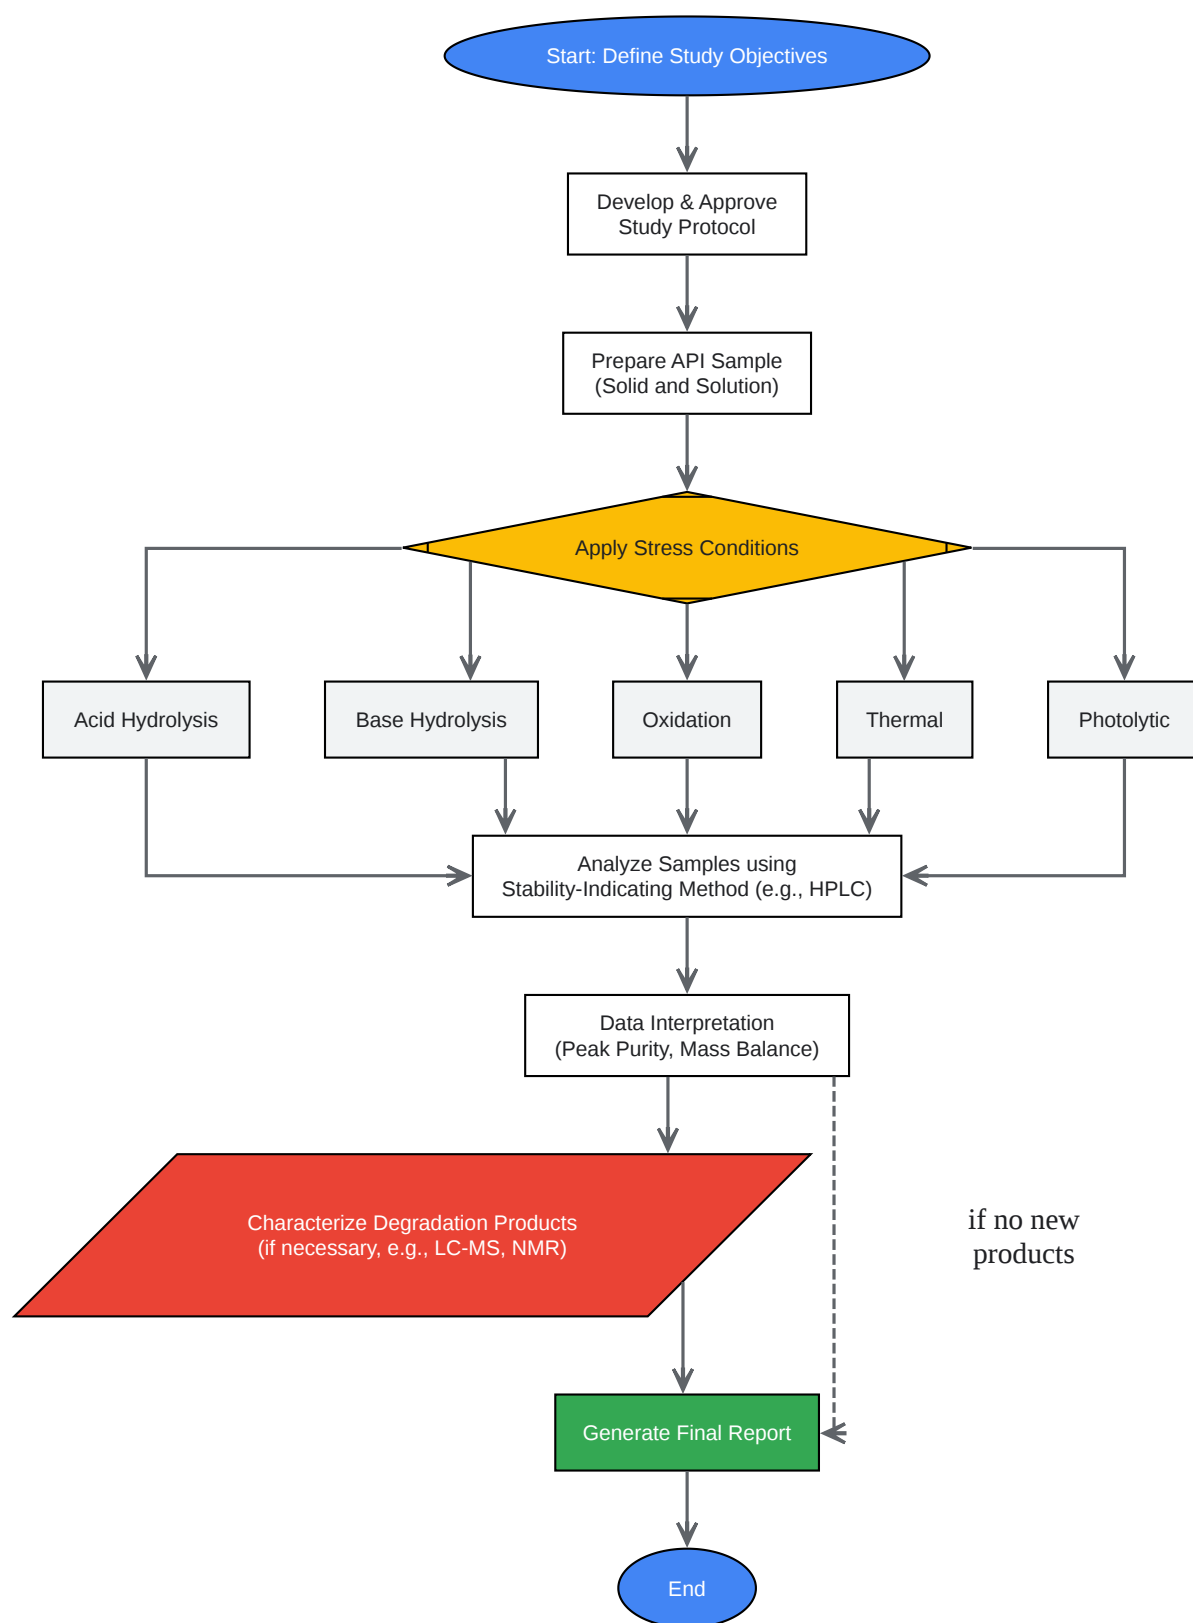 Start: Define Study Objectives
Develop & Approve
Study Protocol
Prepare API Sample
(Solid and Solution)
Apply Stress Conditions
Acid Hydrolysis
Base Hydrolysis
Oxidation
Thermal
Photolytic
Analyze Samples using
Stability-Indicating Method (e.g., HPLC)
Data Interpretation
(Peak Purity, Mass Balance)
Characterize Degradation Products
(if necessary, e.g., LC-MS, NMR)
if no new
products
Generate Final Report
End